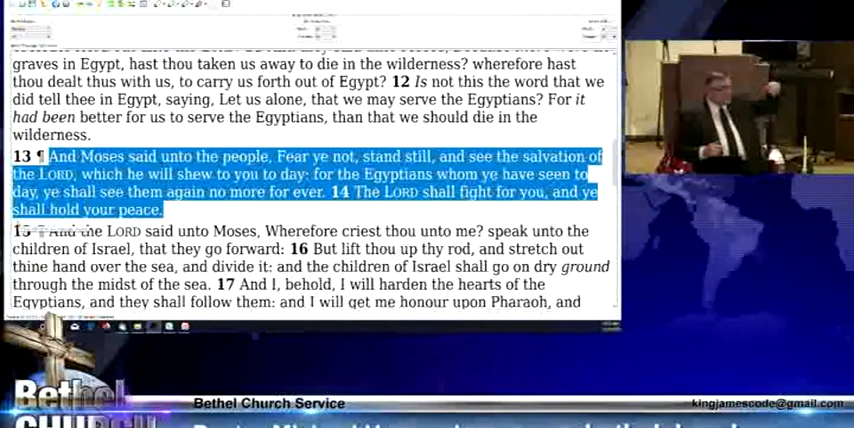 graves in Egypt, hast thou taken us away to die in the wilderness? wherefore hast
thou dealt thus with us, to carry us forth out of Egypt? 12 Is not this the word that we
did tell thee in Egypt, saying, Let us alone, that we may serve the Egyptians? For it
had been better for us to serve the Egyptians, than that we should die in the
wilderness.
13 ¶ And Moses said unto the people, Fear ye not, stand still, and see the salvation of
the LORD, which he will shew to you to day: for the Egyptians whom ye have seen to
day, ye shall see them again no more for ever. 14 The LORD shall fight for you, and ye
shall hold your peace.
15 ¶ And the LORD said unto Moses, Wherefore criest thou unto me? speak unto the
children of Israel, that they go forward: 16 But lift thou up thy rod, and stretch out
thine hand over the sea, and divide it: and the children of Israel shall go on dry ground
through the midst of the sea. 17 And I, behold, I will harden the hearts of the
Egyptians, and they shall follow them: and I will get me honour upon Pharaoh, and
Bethel
CHURCH
Bethel Church Service
kingjamescode@gmail.com